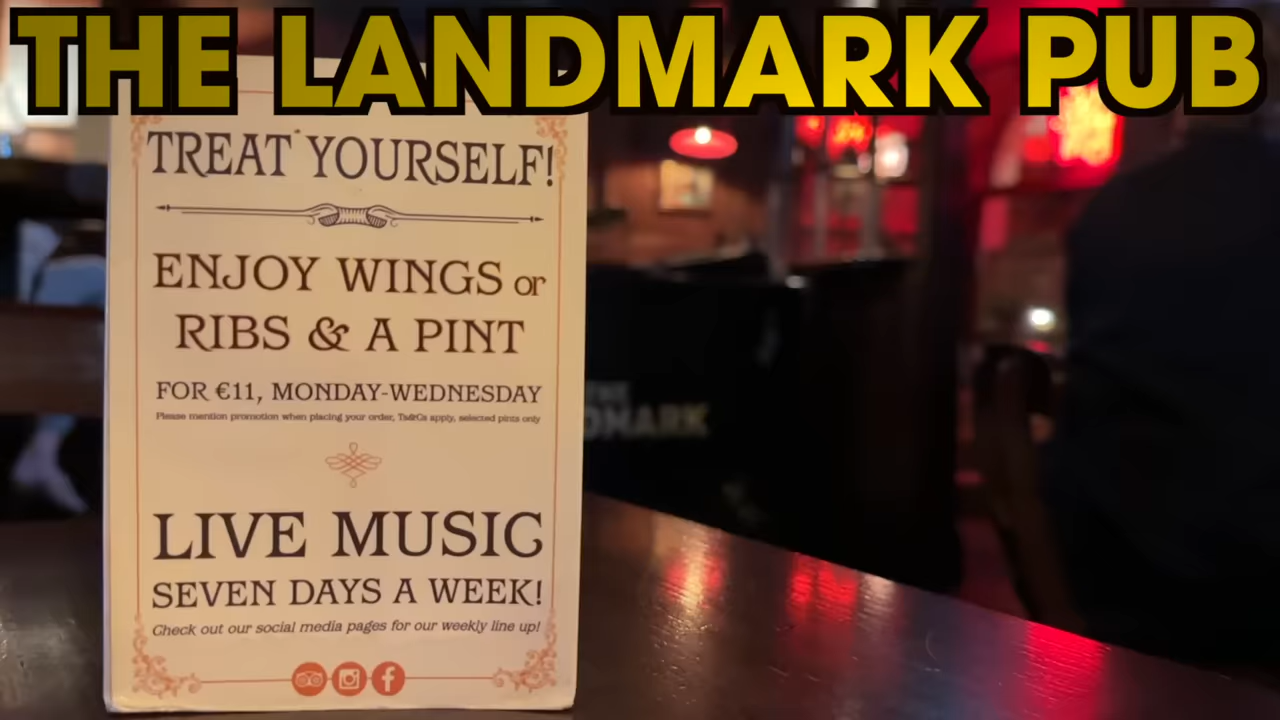 THE LANDMARK PUB
TREAT YOURSELF!
ENJOY WINGS or
RIBS & A PINT
FOR €11, MONDAY-WEDNESDAY
Please mention promotion when placing your order, Ts&Cs apply, selected pints only
LIVE MUSIC
SEVEN DAYS A WEEK!
Check out our social media pages for our weekly line up!